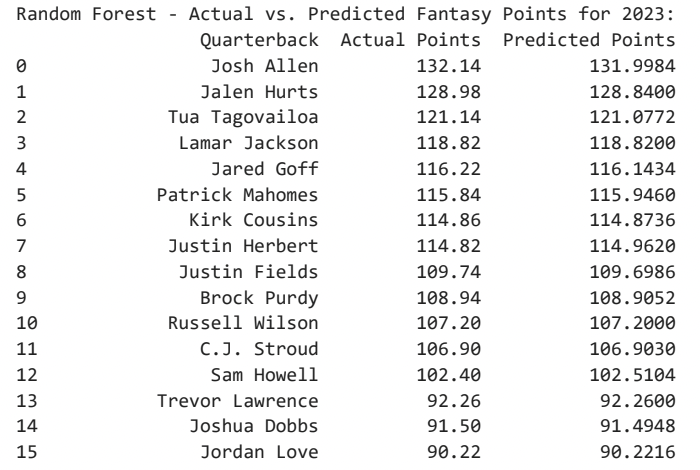 Random Forest - Actual vs. Predicted Fantasy Points for 2023:
Quarterback Actual Points Predicted Points
0 Josh Allen 132.14 131.9984
1 Jalen Hurts 128.98 128.8400
2 Tua Tagovailoa 121.14 121.0772
3 Lamar Jackson 118.82 118.8200
4 Jared Goff 116.22 116.1434
5 Patrick Mahomes 115.84 115.9460
6 Kirk Cousins 114.86 114.8736
7 Justin Herbert 114.82 114.9620
8 Justin Fields 109.74 109.6986
9 Brock Purdy 108.94 108.9052
10 Russell Wilson 107.20 107.2000
11 C.J. Stroud 106.90 106.9030
12 Sam Howell 102.40 102.5104
13 Trevor Lawrence 92.26 92.2600
14 Joshua Dobbs 91.50 91.4948
15 Jordan Love 90.22 90.2216